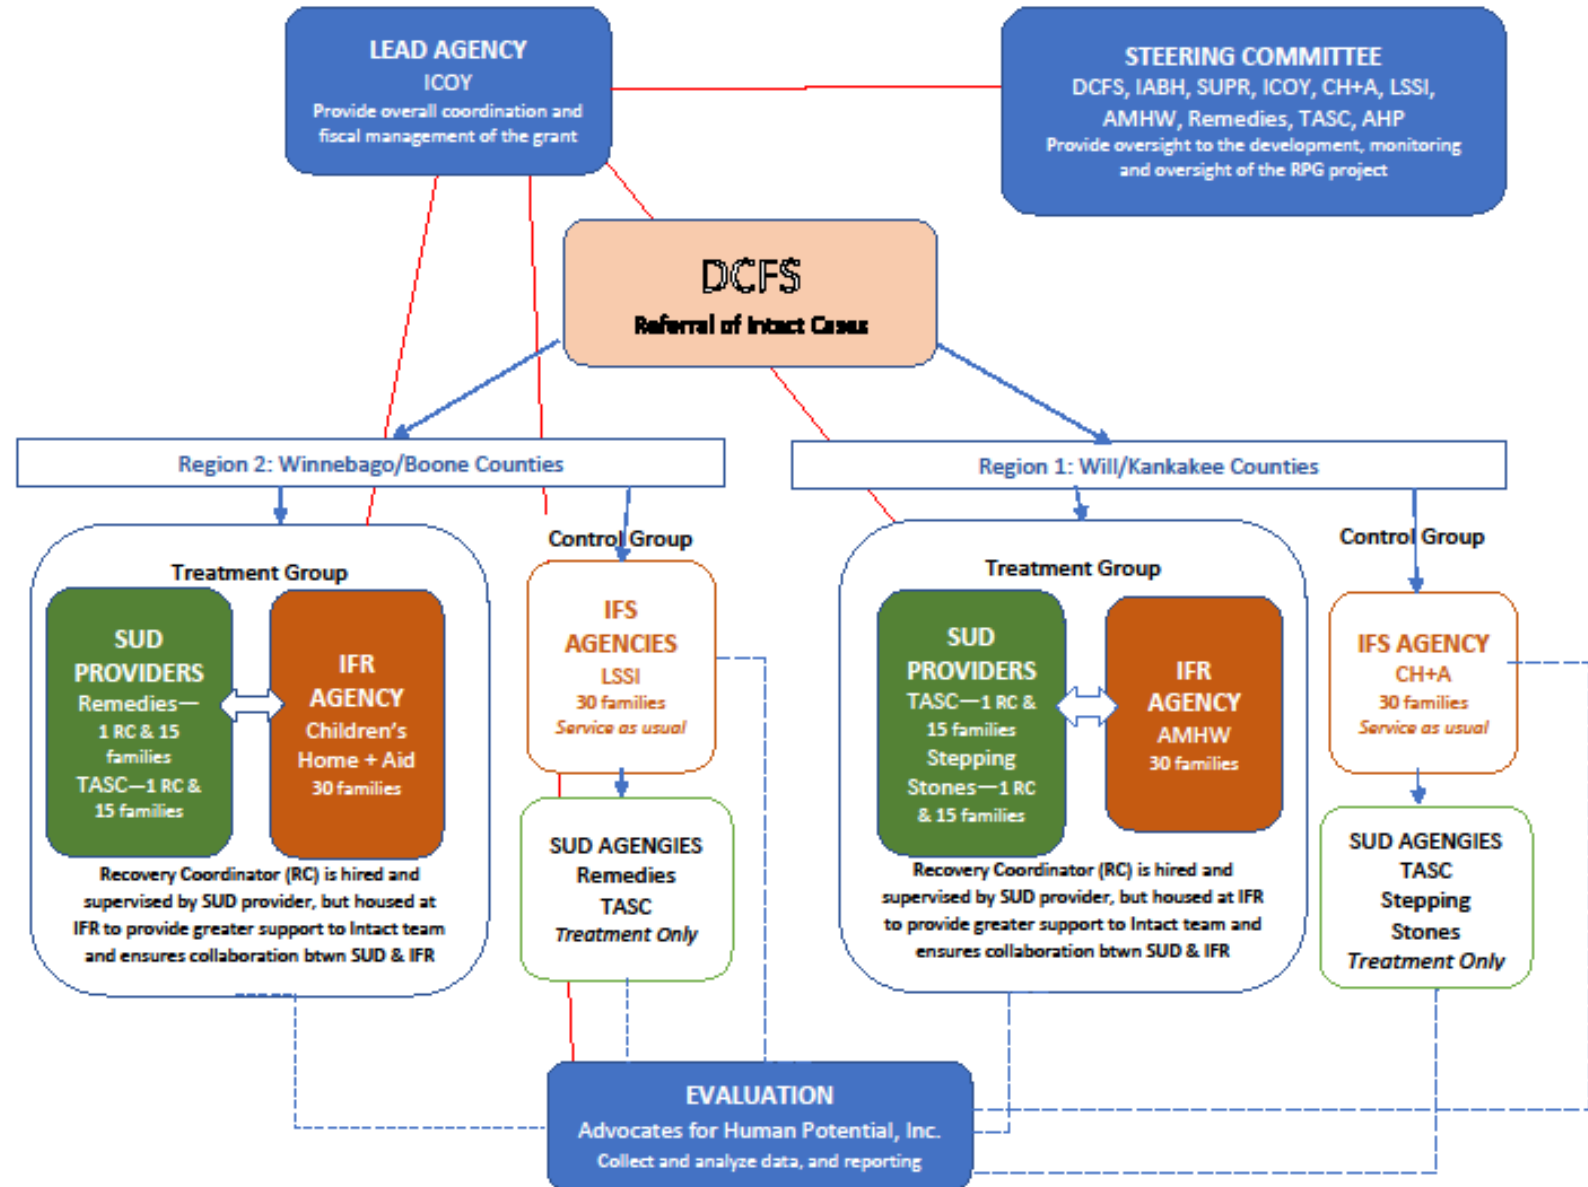 LEAD AGENCY
ICOY
Provide overall coordination and
fiscal management of the grant
STEERING COMMITTEE
DCFS, IABH, SUPR, ICOY, CH+A, LSSI,
AMHW, Remedies, TASC, AHP
Provide oversight to the development, monitoring
and oversight of the RPG project
DCFS
Referral of Intact Cases
Region 2: Winnebago/Boone Counties
Region 1: Will/Kankakee Counties
Treatment Group
SUD
PROVIDERS
Remedies—
1 RC & 15
families
TASC—1 RC &
15 families
IFR
AGENCY
Children's
Home + Aid
30 families
Recovery Coordinator (RC) is hired and
supervised by SUD provider, but housed at
IFR to provide greater support to Intact team
and ensures collaboration btwn SUD & IFR
Control Group
IFS
AGENCIES
LSSI
30 families
Service as usual
SUD AGENGIES
Remedies
TASC
Treatment Only
Treatment Group
SUD
PROVIDERS
TASC—1 RC &
15 families
Stepping
Stones—1 RC
& 15 families
IFR
AGENCY
AMHW
30 families
Recovery Coordinator (RC) is hired and
supervised by SUD provider, but housed at IFR
to provide greater support to Intact team and
ensures collaboration btwn SUD & IFR
Control Group
IFS AGENCY
CH+A
30 families
Service as usual
SUD AGENGIES
TASC
Stepping
Stones
Treatment Only
EVALUATION
Advocates for Human Potential, Inc.
Collect and analyze data, and reporting